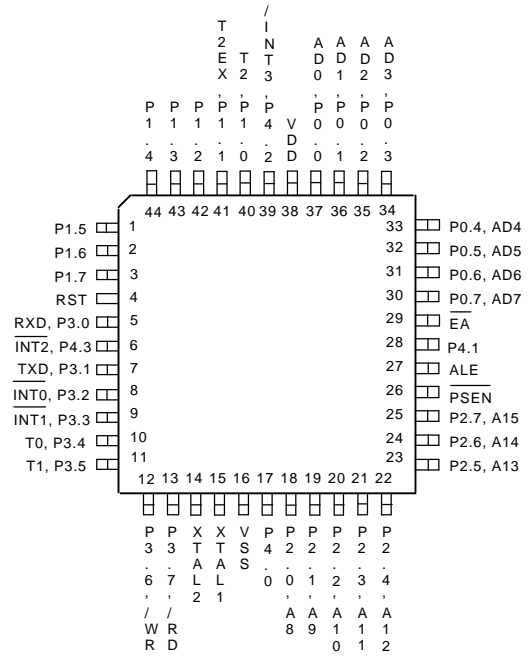 T2EX, P1.1
T2, P1.0
/INT3, P4.2
AD0, P0.0
AD1, P0.1
AD2, P0.2
AD3, P0.3
P1.4
P1.3
P1.2
VDD
44 43 42 41 40 39 38 37 36 35 34
P1.5 1
P1.6 2
P1.7 3
RST 4
RXD, P3.0 5
INT2, P4.3 6
TXD, P3.1 7
INT0, P3.2 8
INT1, P3.3 9
T0, P3.4 10
T1, P3.5 11
33 P0.4, AD4
32 P0.5, AD5
31 P0.6, AD6
30 P0.7, AD7
29 EA
28 P4.1
27 ALE
26 PSEN
25 P2.7, A15
24 P2.6, A14
23 P2.5, A13
12 13 14 15 16 17 18 19 20 21 22
P3.6, /WR
P3.7, /RD
XTAL2
XTAL1
VSS
P4.0
P2.0, A8
P2.1, A9
P2.2, A10
P2.3, A11
P2.4, A12